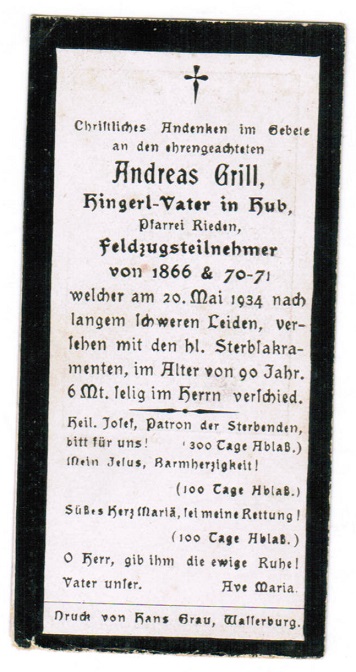 Christliches Andenken im Gebete
an den ehrengeachteten
Andreas Grill,
Hingerl-Vater in Hub,
Pfarrei Rieden,
Feldzugsteilnehmer
von 1866 & 70-71
welcher am 20. Mai 1934 nach
langem schweren Leiden, ver-
sehen mit den hl. Sterbsakra-
menten, im Alter von 90 Jahr.
6 Mt. selig im Herrn verschied.
Heil. Josef, Patron der Sterbenden,
bitt für uns! (300 Tage Ablaß.)
Mein Jesus, Barmherzigkeit!
(100 Tage Ablaß.)
Süßes Herz Mariä, sei meine Rettung!
(100 Tage Ablaß.)
O Herr, gib ihm die ewige Ruhe!
Vater unser. Ave Maria.
Druck von Hans Grau, Wasserburg.